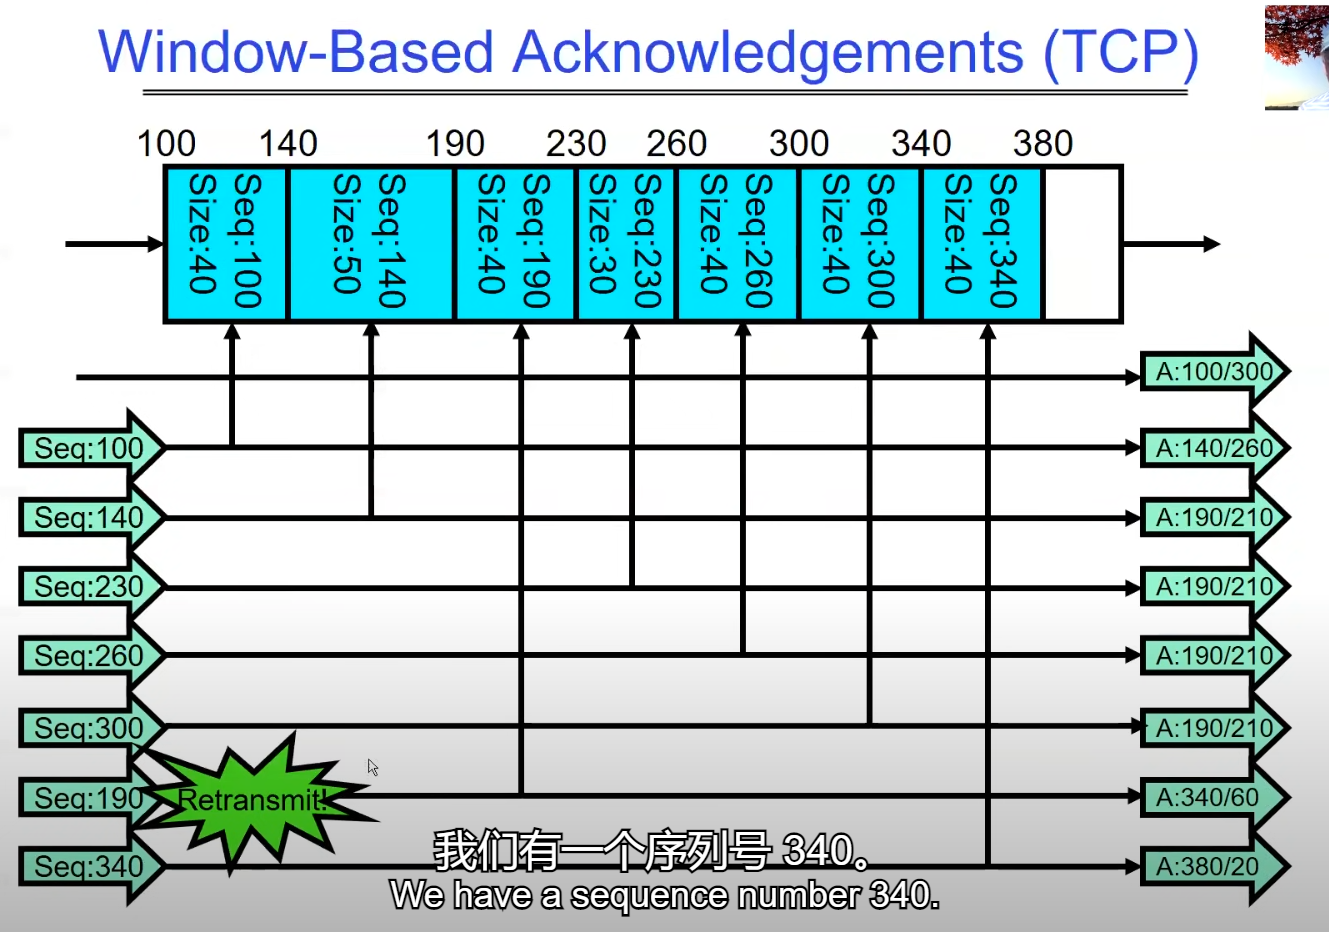 Window-Based Acknowledgements (TCP)
100 140 190 230 260 300 340 380
Seq:100
Size:40
Seq:140
Size:50
Seq:190
Size:40
Seq:230
Size:30
Seq:260
Size:40
Seq:300
Size:40
Seq:340
Size:40
A:100/300
Seq:100 A:140/260
Seq:140 A:190/210
Seq:230 A:190/210
Seq:260 A:190/210
Seq:300 A:190/210
Seq:190 Retransmit! A:340/60
Seq:340 A:380/20
我们有一个序列号 340。
We have a sequence number 340.